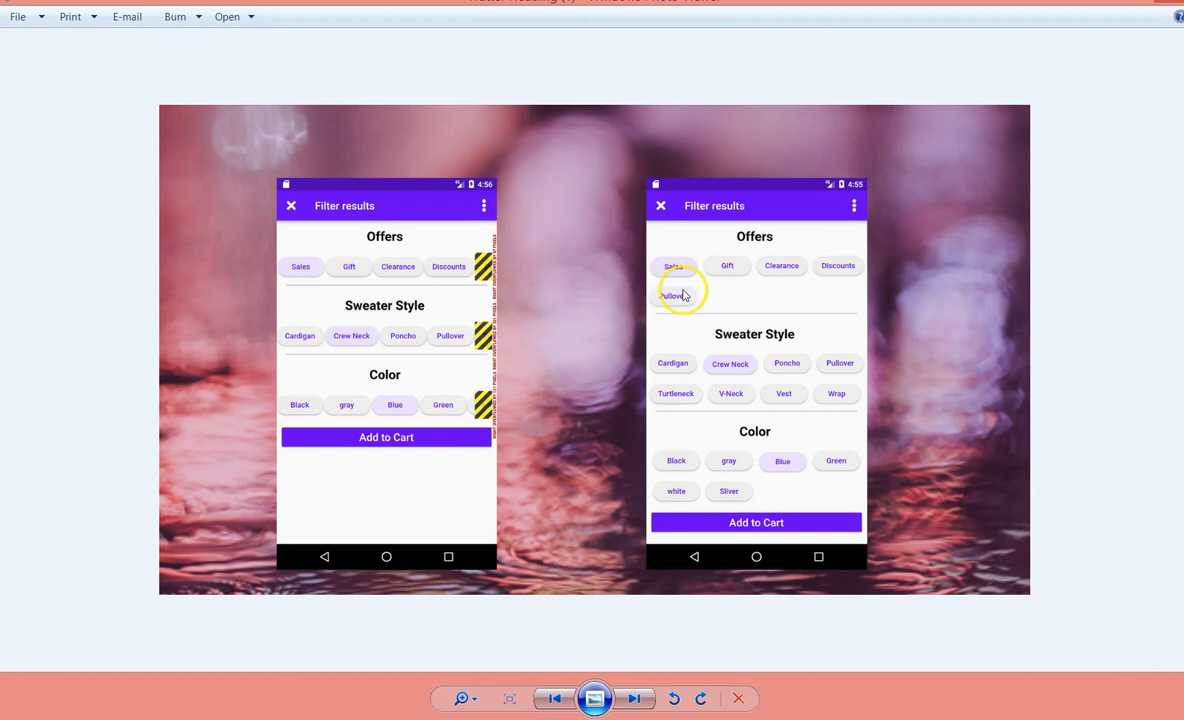 File Print E-mail Burn Open
4:56
Filter results
Offers
Sales Gift Clearance Discounts
Sweater Style
Cardigan Crew Neck Poncho Pullover
Color
Black gray Blue Green
Add to Cart
4:55
Filter results
Offers
Sales Gift Clearance Discounts
Pullover
Sweater Style
Cardigan Crew Neck Poncho Pullover
Turtleneck V-Neck Vest Wrap
Color
Black gray Blue Green
white Sliver
Add to Cart